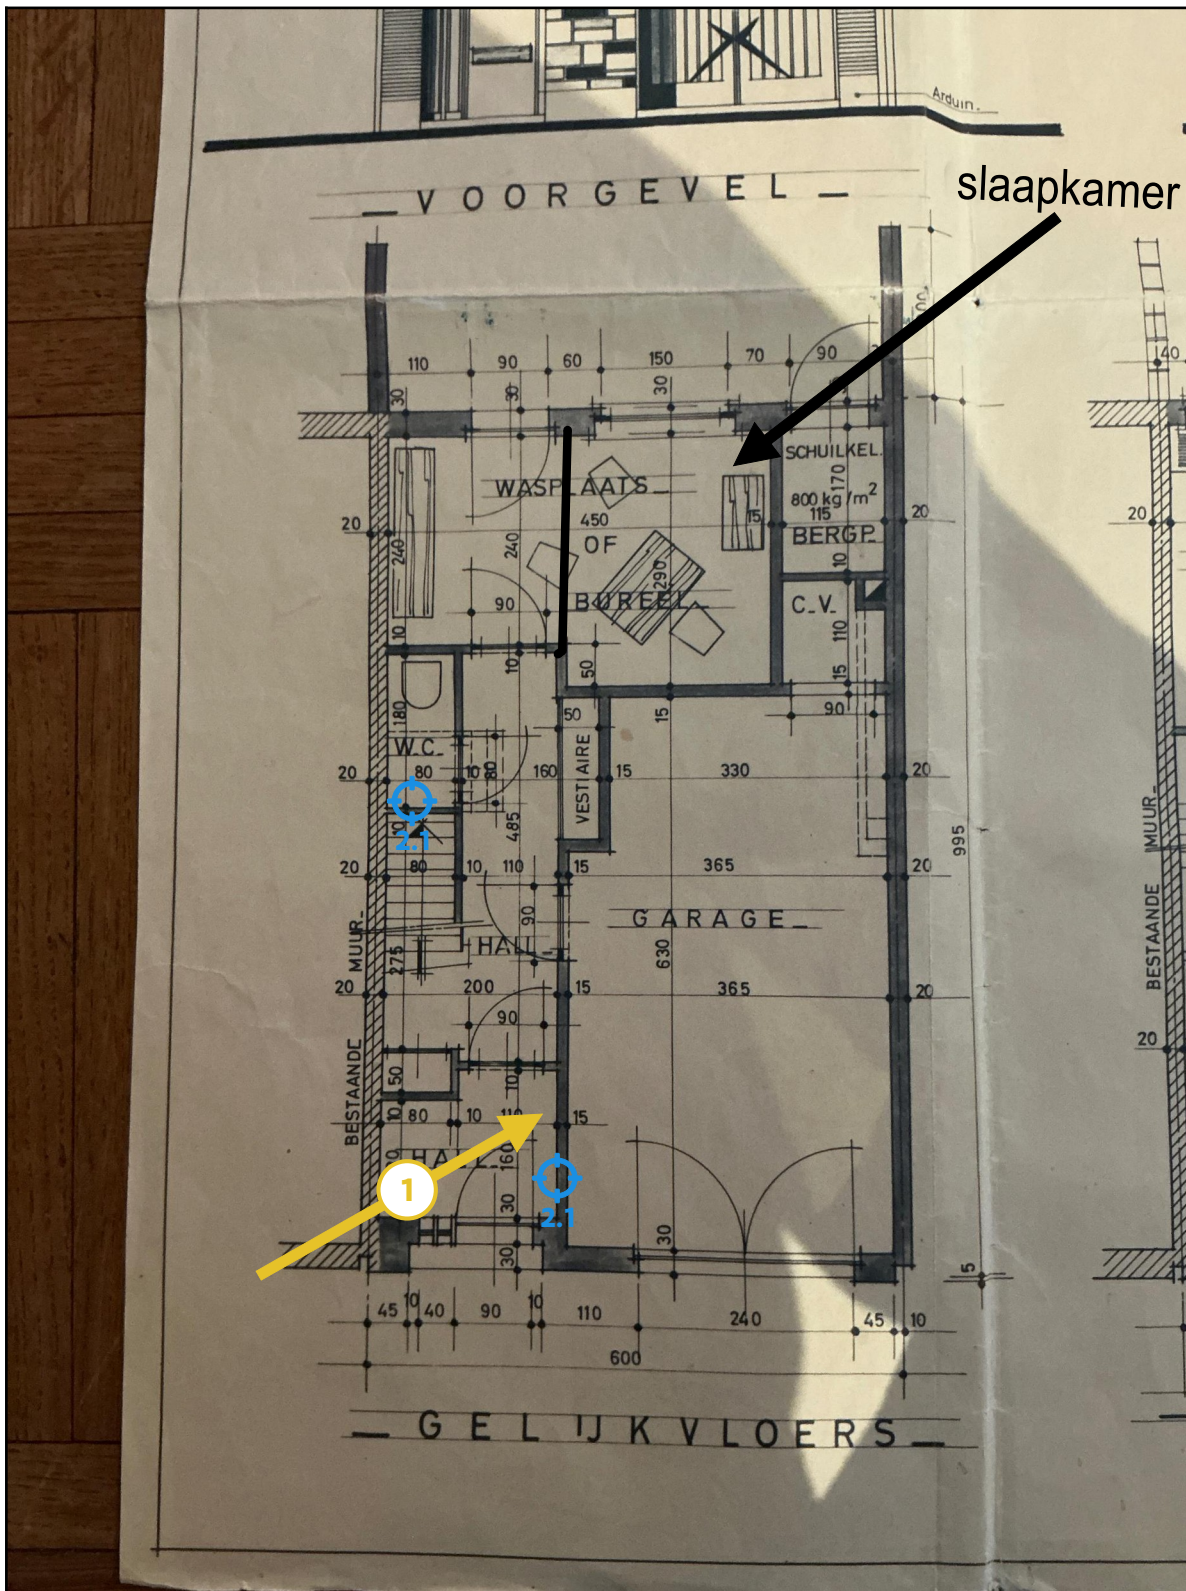 Arduin.
VOORGEVEL
slaapkamer
110 90 60 150 70 90
40
30 30 30
SCHUILKEL.
WASPLAATS
170
800 kg/m²
20 450 15 115 20 20
OF
BERGP.
240 240 290 10
90 BUREEL C.V.
110
10 10 50 15
50 15 90
180
W.C.
VESTIAIRE
20 80 10 80 160 15 330 20
10 2.1 485
995
20 80 10 110 15 365 20
90
GARAGE
HALL
BESTAANDE MUUR
275 630
20 200 15 365 20
90
BESTAANDE MUUR
20
50 10
10 80 10 110 15
HALL 160
1
2.1
30 30 30
5
45 10 40 90 10 110 240 45 10
600
GELIJKVLOERS